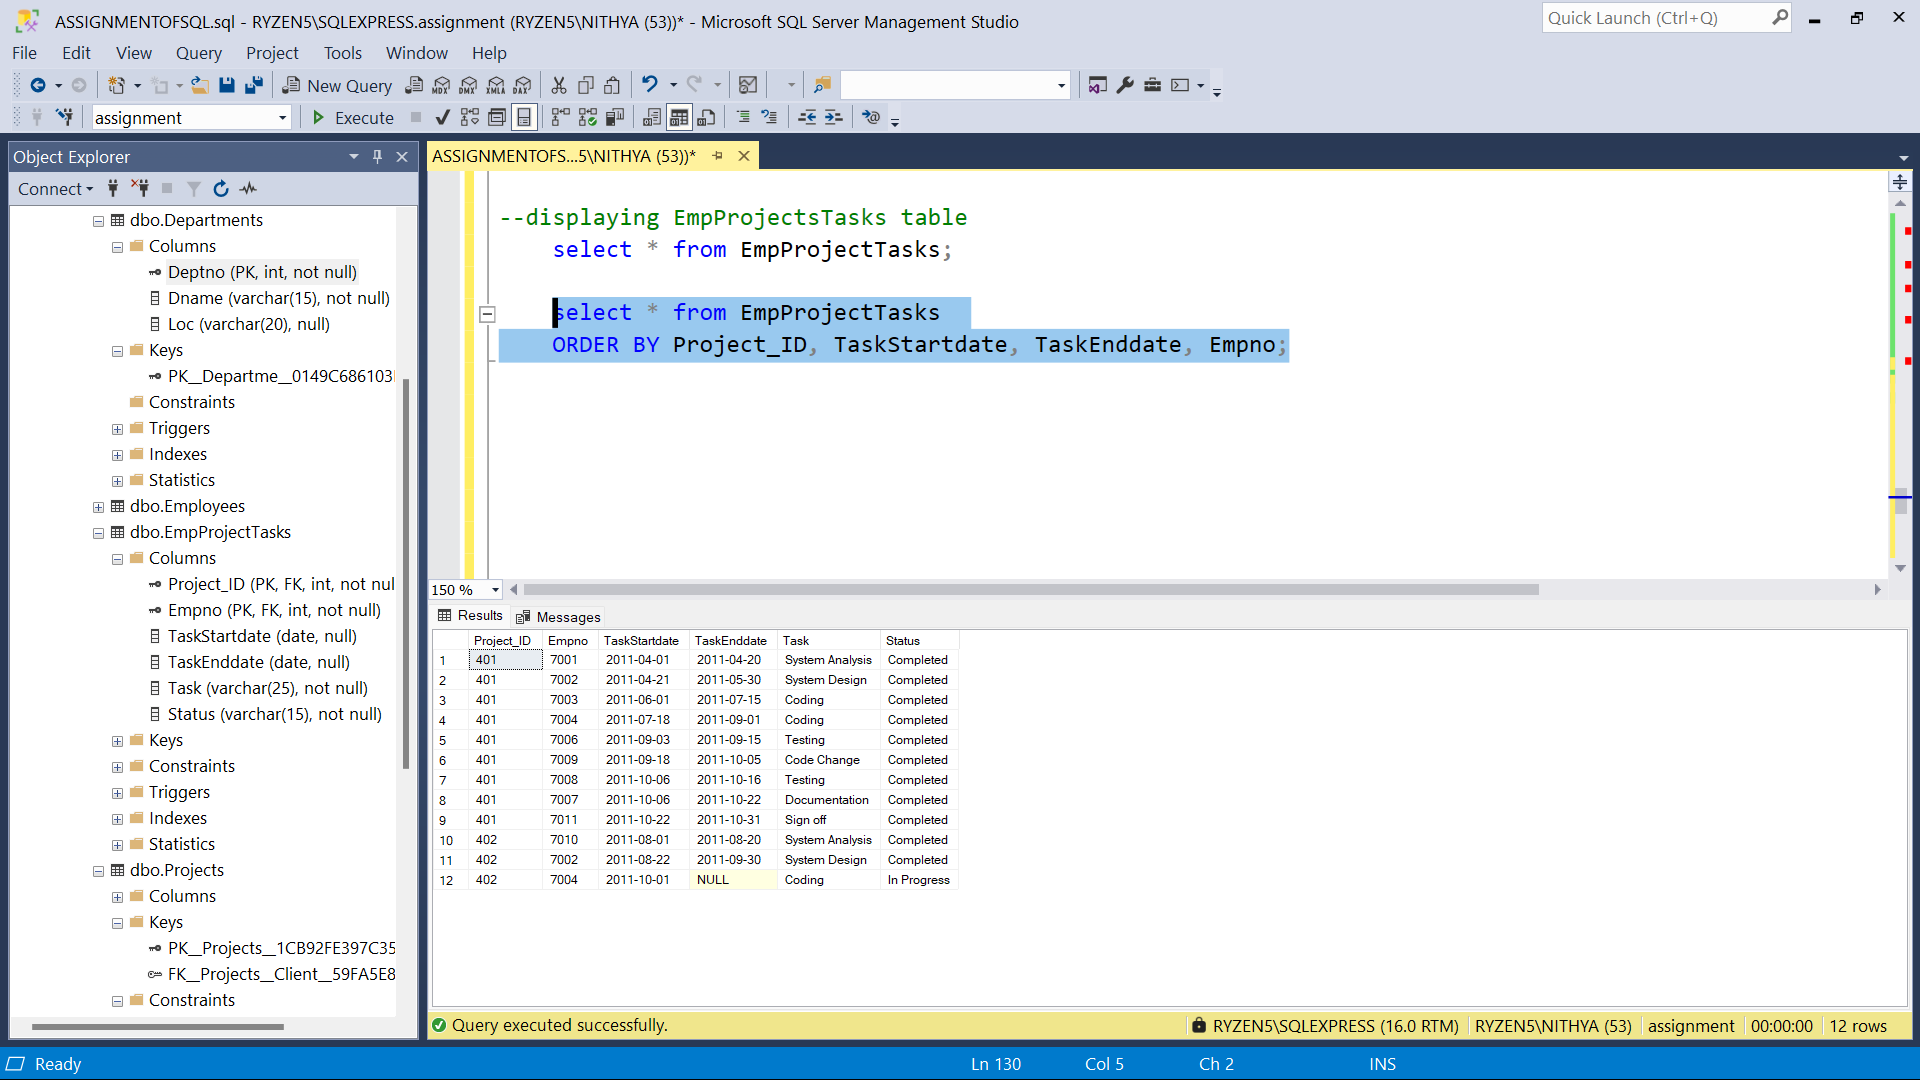 ASSIGNMENTOFSQL.sql - RYZEN5\SQLEXPRESS.assignment (RYZEN5\NITHYA (53))* - Microsoft SQL Server Management Studio
Quick Launch (Ctrl+Q)
File Edit View Query Project Tools Window Help
New Query MDX DMX XMLA DAX
assignment Execute
Object Explorer
Connect
dbo.Departments
Columns
Deptno (PK, int, not null)
Dname (varchar(15), not null)
Loc (varchar(20), null)
Keys
PK__Departme__0149C686103
Constraints
Triggers
Indexes
Statistics
dbo.Employees
dbo.EmpProjectTasks
Columns
Project_ID (PK, FK, int, not nul
Empno (PK, FK, int, not null)
TaskStartdate (date, null)
TaskEnddate (date, null)
Task (varchar(25), not null)
Status (varchar(15), not null)
Keys
Constraints
Triggers
Indexes
Statistics
dbo.Projects
Columns
Keys
PK__Projects__1CB92FE397C35
FK__Projects__Client__59FA5E8
Constraints
ASSIGNMENTOFS...5\NITHYA (53))*
--displaying EmpProjectsTasks table
select * from EmpProjectTasks;
select * from EmpProjectTasks
ORDER BY Project_ID, TaskStartdate, TaskEnddate, Empno;
150 %
Results Messages
Project_ID Empno TaskStartdate TaskEnddate Task Status
1 401 7001 2011-04-01 2011-04-20 System Analysis Completed
2 401 7002 2011-04-21 2011-05-30 System Design Completed
3 401 7003 2011-06-01 2011-07-15 Coding Completed
4 401 7004 2011-07-18 2011-09-01 Coding Completed
5 401 7006 2011-09-03 2011-09-15 Testing Completed
6 401 7009 2011-09-18 2011-10-05 Code Change Completed
7 401 7008 2011-10-06 2011-10-16 Testing Completed
8 401 7007 2011-10-06 2011-10-22 Documentation Completed
9 401 7011 2011-10-22 2011-10-31 Sign off Completed
10 402 7010 2011-08-01 2011-08-20 System Analysis Completed
11 402 7002 2011-08-22 2011-09-30 System Design Completed
12 402 7004 2011-10-01 NULL Coding In Progress
Query executed successfully.
RYZEN5\SQLEXPRESS (16.0 RTM) RYZEN5\NITHYA (53) assignment 00:00:00 12 rows
Ready Ln 130 Col 5 Ch 2 INS